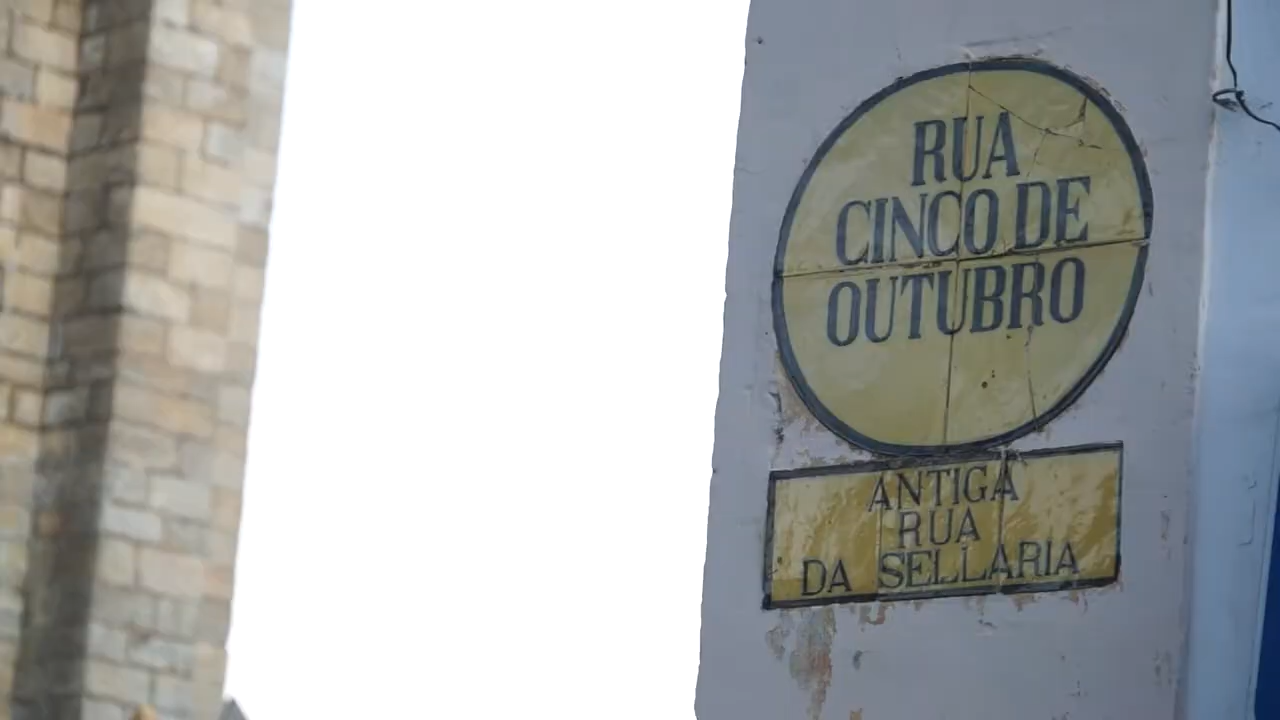 RUA
CINCO DE
OUTUBRO
ANTIGA
RUA
DA SELLARIA